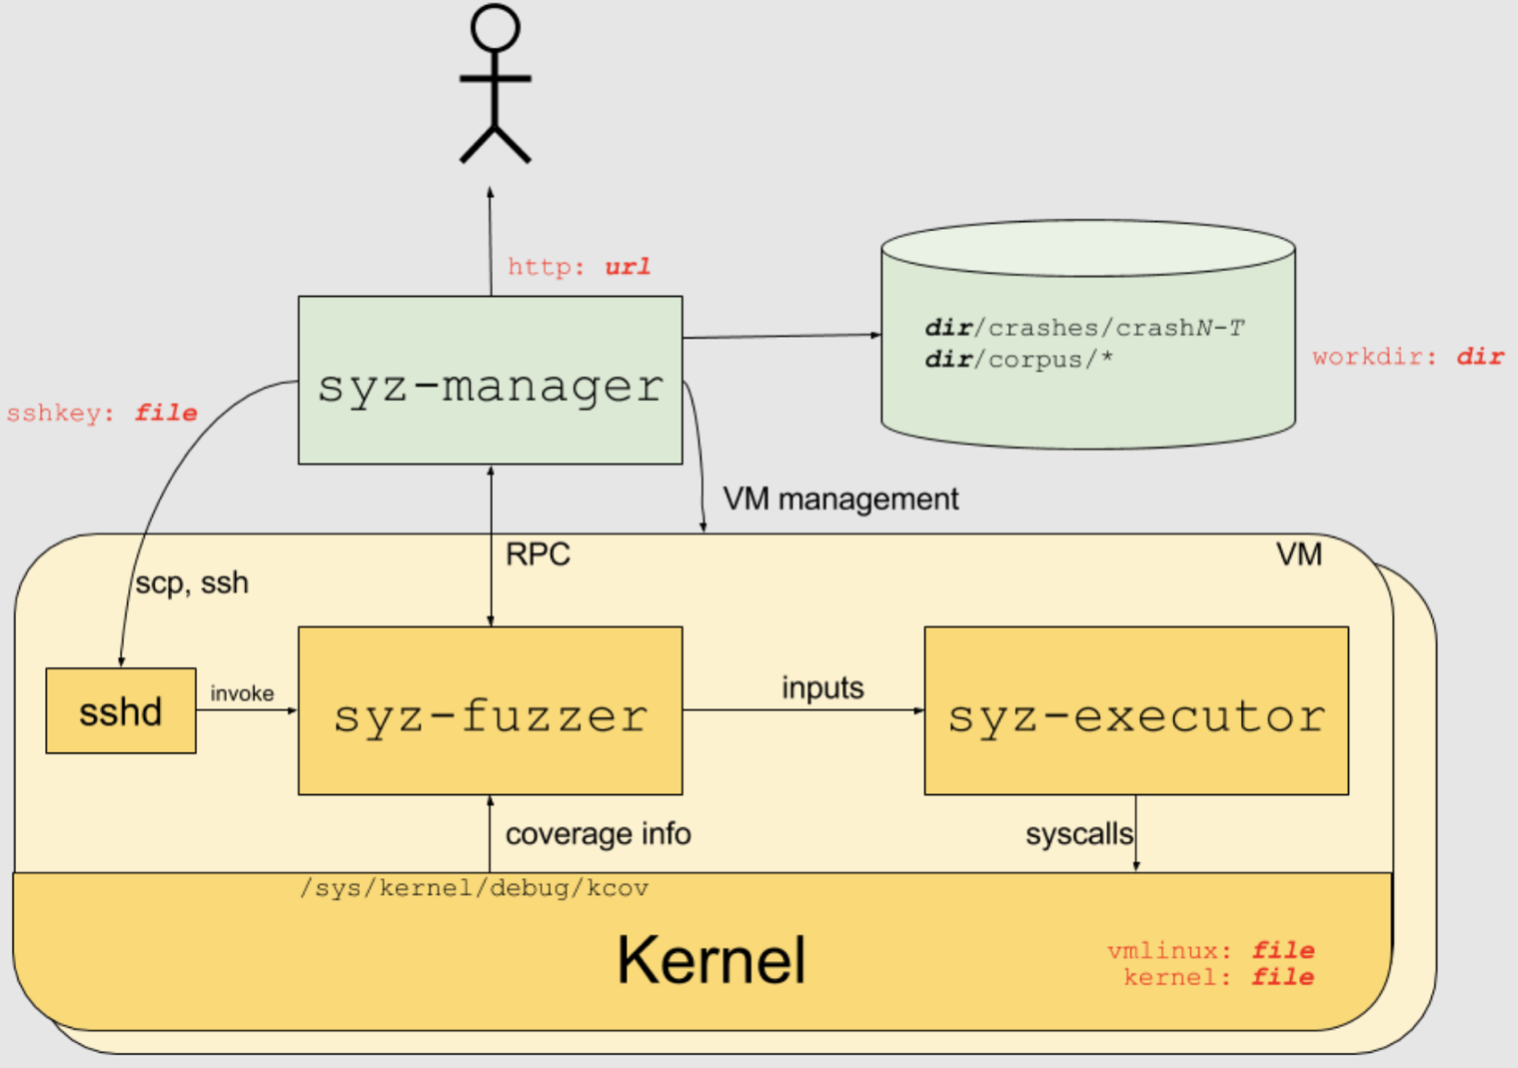 http: url
dir/crashes/crashN-T
dir/corpus/*
workdir: dir
syz-manager
sshkey: file
VM management
RPC
VM
scp, ssh
sshd
invoke
syz-fuzzer
inputs
syz-executor
coverage info
syscalls
/sys/kernel/debug/kcov
Kernel
vmlinux: file
kernel: file